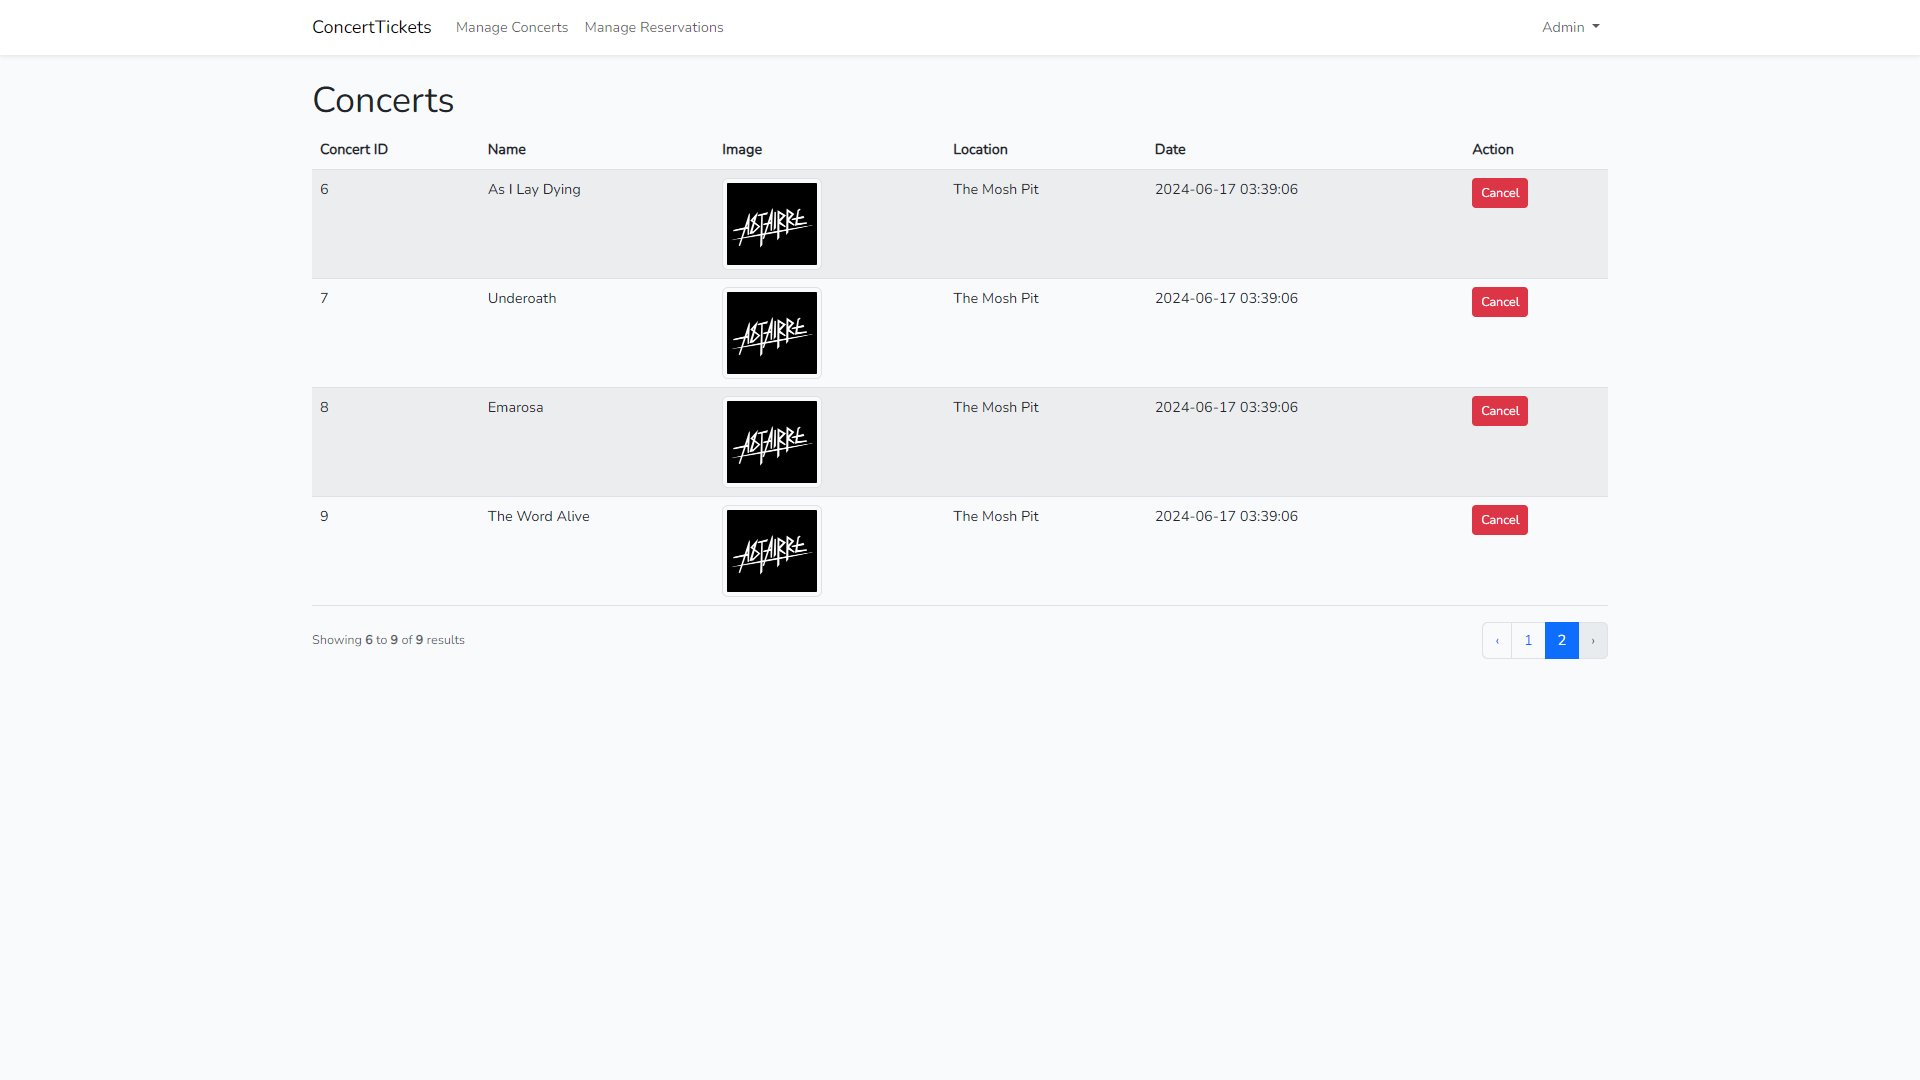 ConcertTickets Manage Concerts Manage Reservations Admin
Concerts
Concert ID Name Image Location Date Action
6 As I Lay Dying The Mosh Pit 2024-06-17 03:39:06 Cancel
ASTAIRRE
7 Underoath The Mosh Pit 2024-06-17 03:39:06 Cancel
ASTAIRRE
8 Emarosa The Mosh Pit 2024-06-17 03:39:06 Cancel
ASTAIRRE
9 The Word Alive The Mosh Pit 2024-06-17 03:39:06 Cancel
ASTAIRRE
Showing 6 to 9 of 9 results ‹ 1 2 ›